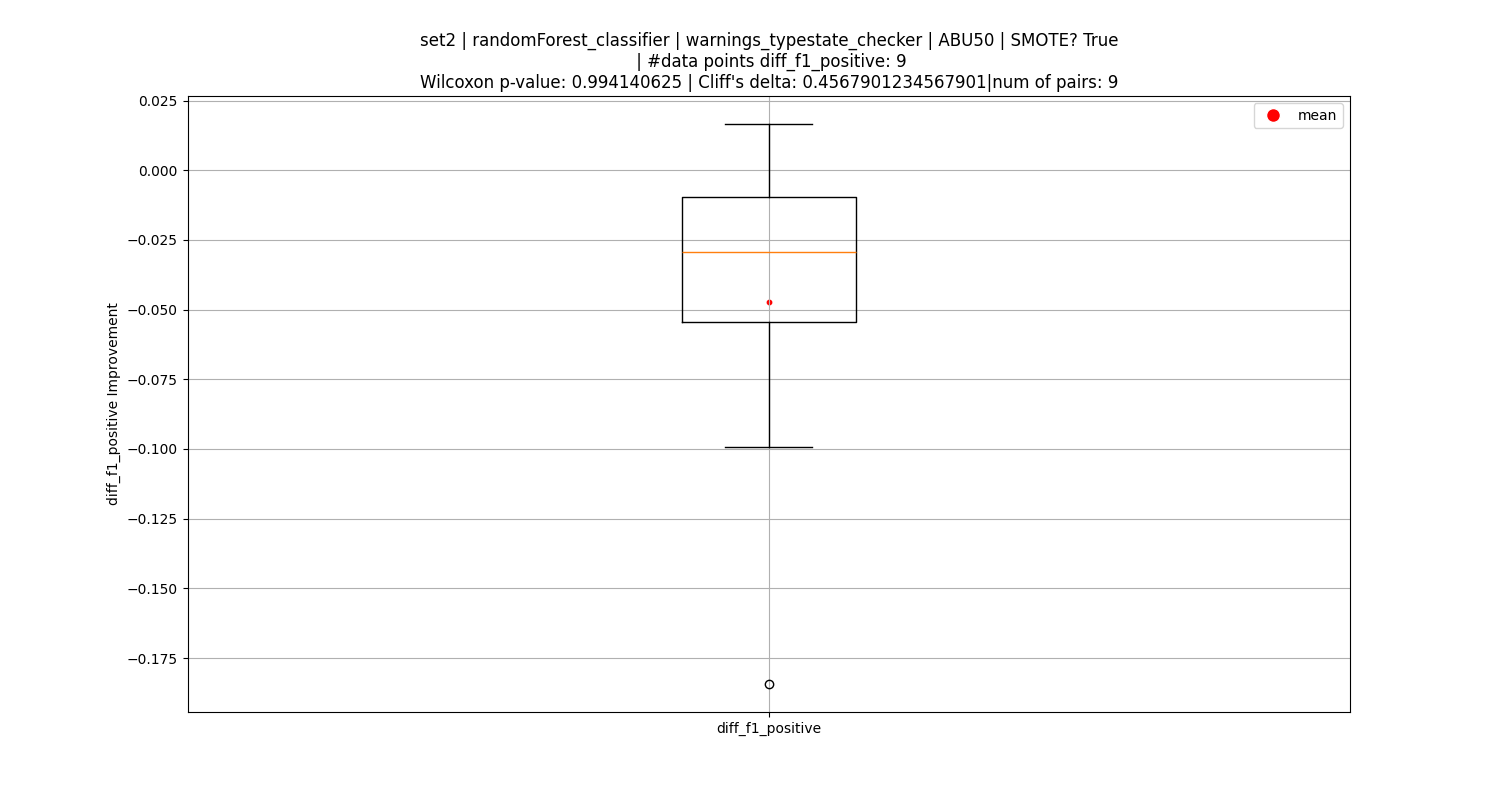 set2 | randomForest_classifier | warnings_typestate_checker | ABU50 | SMOTE? True
| #data points diff_f1_positive: 9
Wilcoxon p-value: 0.994140625 | Cliff's delta: 0.4567901234567901|num of pairs: 9
mean
0.025
0.000
−0.025
−0.050
−0.075
−0.100
−0.125
−0.150
−0.175
diff_f1_positive Improvement
diff_f1_positive